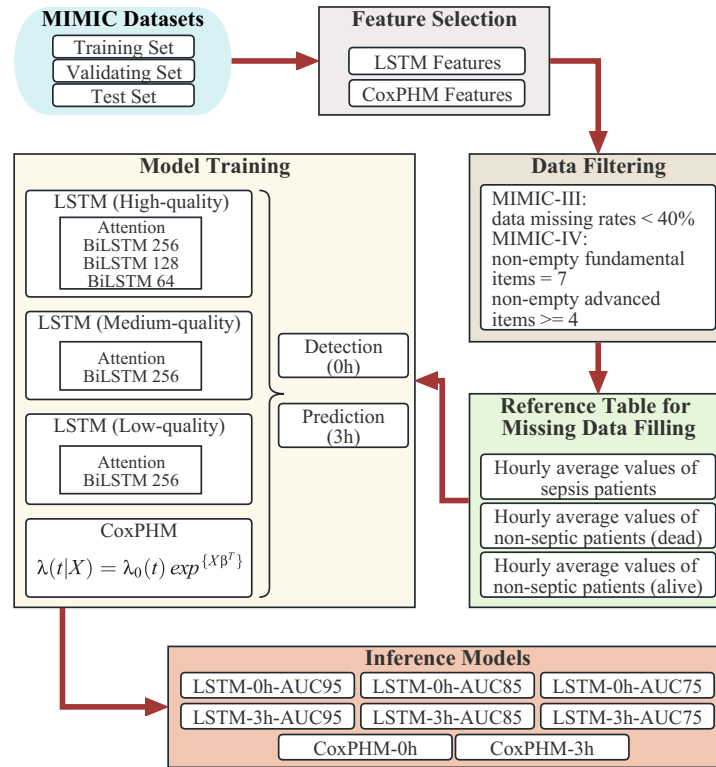 MIMIC Datasets
Training Set
Validating Set
Test Set
Feature Selection
LSTM Features
CoxPHM Features
Data Filtering
MIMIC-III:
data missing rates < 40%
MIMIC-IV:
non-empty fundamental
items = 7
non-empty advanced
items >= 4
Reference Table for
Missing Data Filling
Hourly average values of
sepsis patients
Hourly average values of
non-septic patients (dead)
Hourly average values of
non-septic patients (alive)
Model Training
LSTM (High-quality)
Attention
BiLSTM 256
BiLSTM 128
BiLSTM 64
LSTM (Medium-quality)
Attention
BiLSTM 256
LSTM (Low-quality)
Attention
BiLSTM 256
CoxPHM
λ(t|X) = λ₀(t) exp^{Xβ^T}
Detection
(0h)
Prediction
(3h)
Inference Models
LSTM-0h-AUC95
LSTM-0h-AUC85
LSTM-0h-AUC75
LSTM-3h-AUC95
LSTM-3h-AUC85
LSTM-3h-AUC75
CoxPHM-0h
CoxPHM-3h